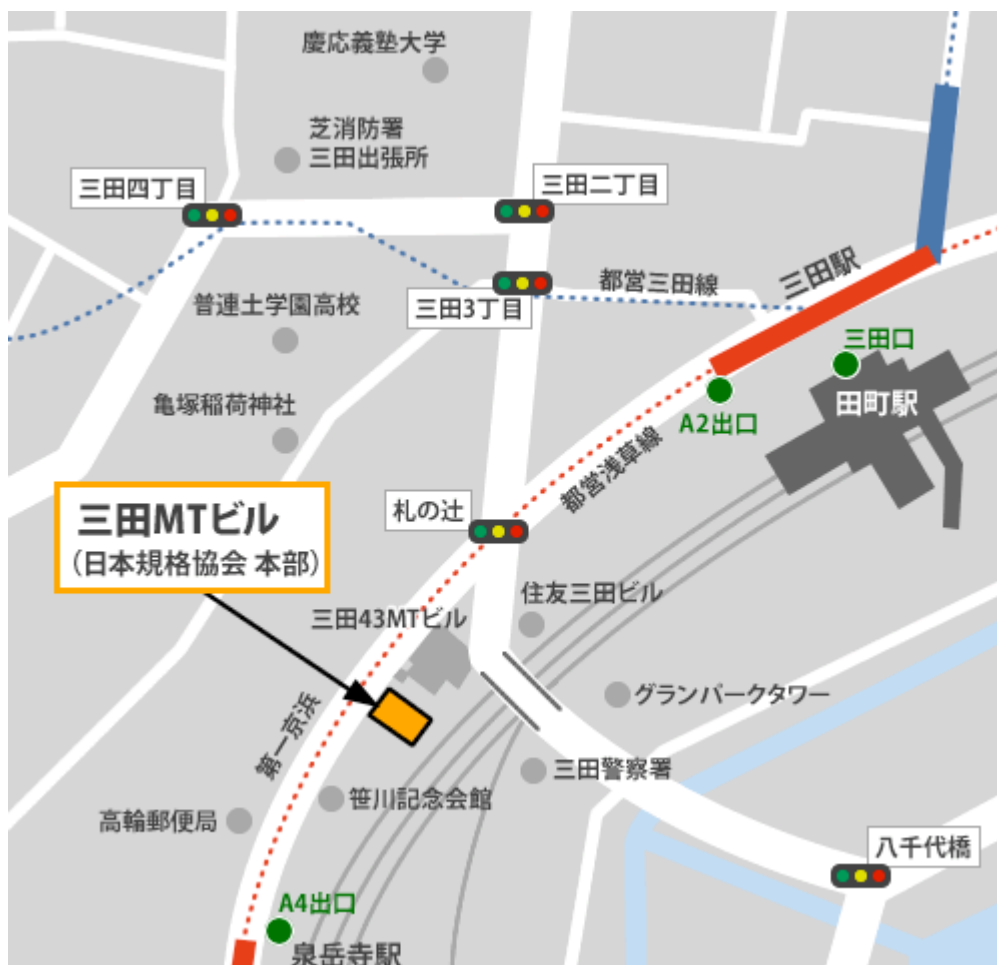 慶応義塾大学
芝消防署
三田出張所
三田四丁目
三田二丁目
三田駅
都営三田線
三田3丁目
普連土学園高校
三田口
田町駅
A2出口
亀塚稲荷神社
都営浅草線
三田MTビル
(日本規格協会 本部)
札の辻
住友三田ビル
三田43MTビル
グランパークタワー
第一京浜
三田警察署
笹川記念会館
高輪郵便局
八千代橋
A4出口
泉岳寺駅